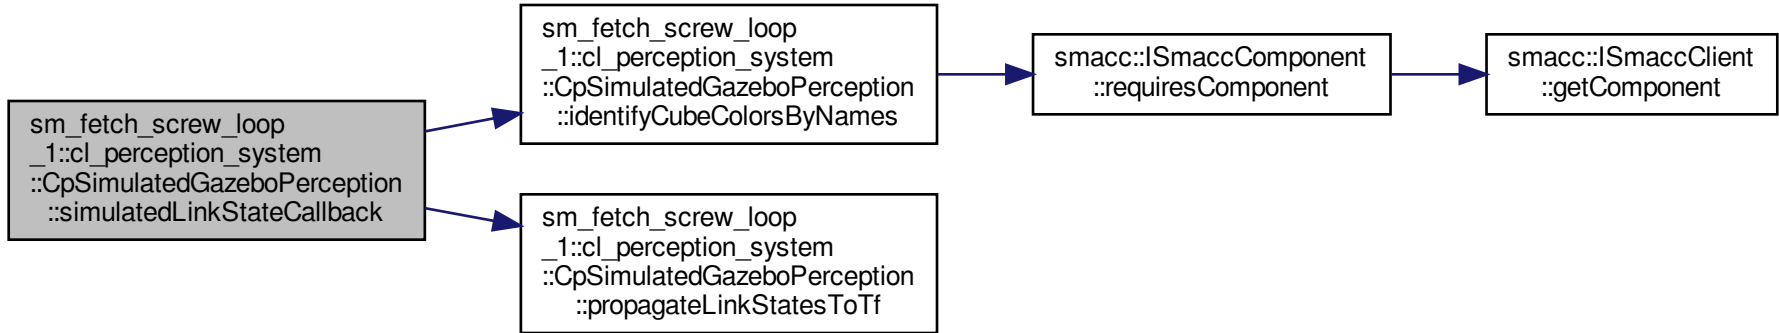 sm_fetch_screw_loop
_1::cl_perception_system
::CpSimulatedGazeboPerception
::simulatedLinkStateCallback
sm_fetch_screw_loop
_1::cl_perception_system
::CpSimulatedGazeboPerception
::identifyCubeColorsByNames
smacc::ISmaccComponent
::requiresComponent
smacc::ISmaccClient
::getComponent
sm_fetch_screw_loop
_1::cl_perception_system
::CpSimulatedGazeboPerception
::propagateLinkStatesToTf